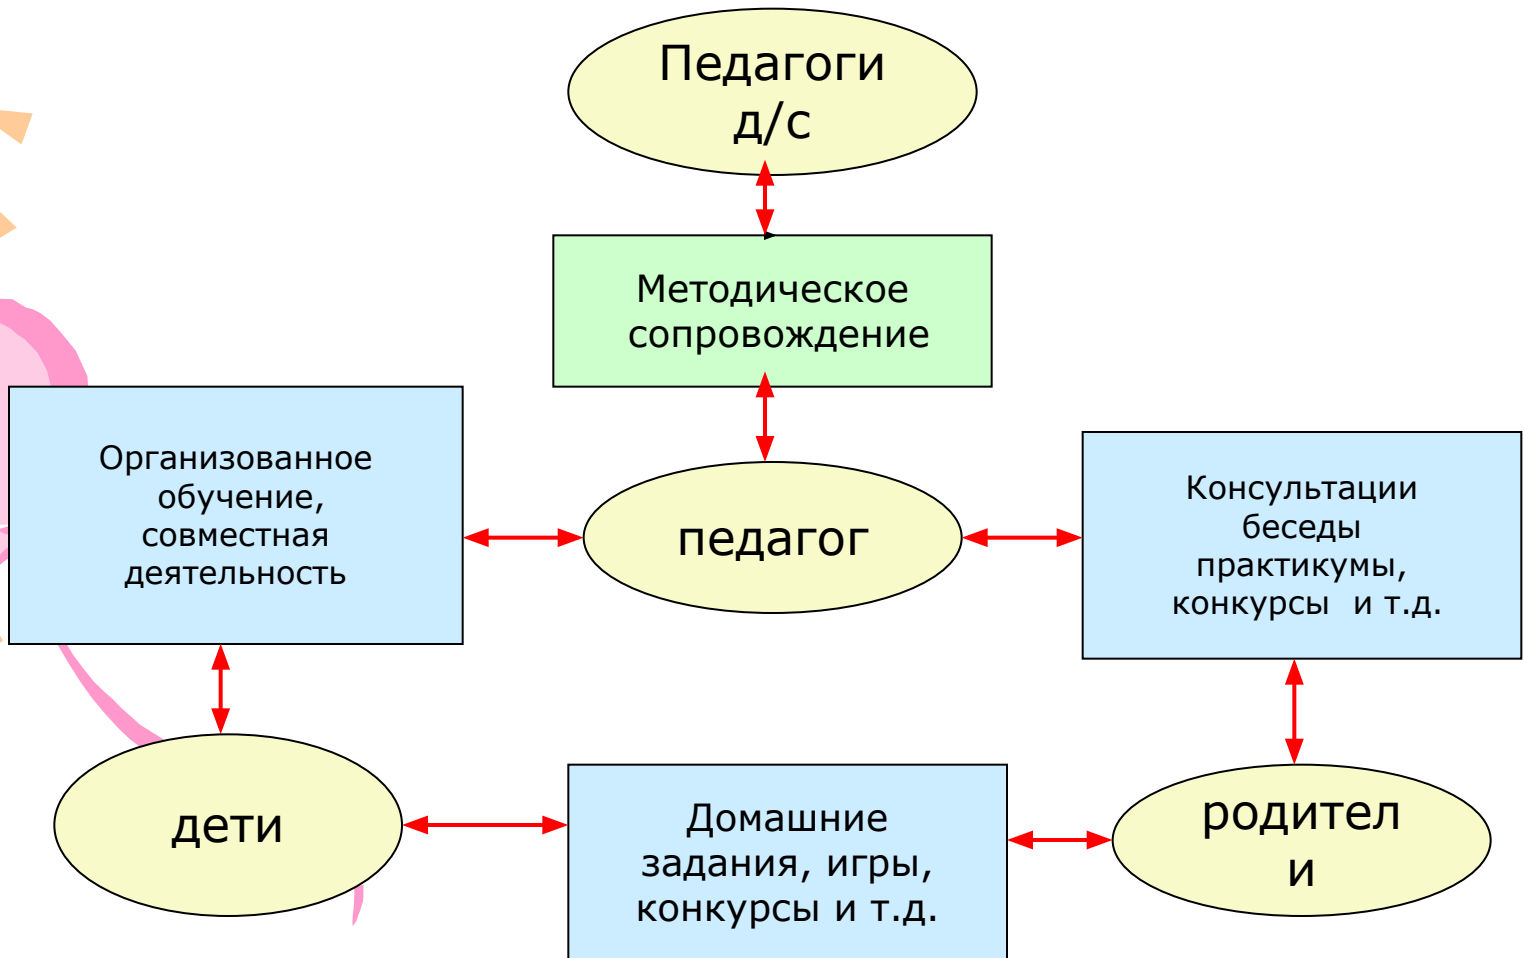 Педагоги
д/с
Методическое
сопровождение
Организованное
обучение,
совместная
деятельность
педагог
Консультации
беседы
практикумы,
конкурсы и т.д.
дети
Домашние
задания, игры,
конкурсы и т.д.
родител
и